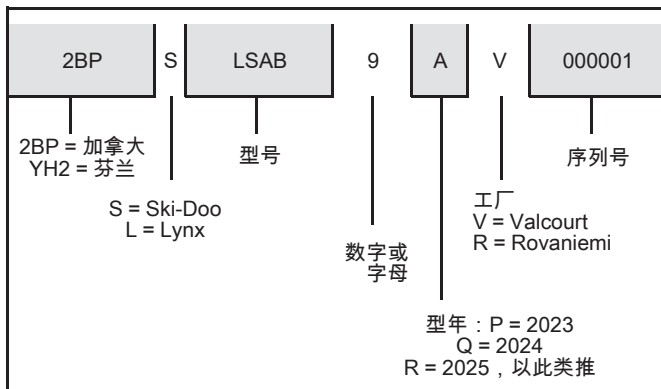 2BP S LSAB 9 A V 000001
2BP = 加拿大
YH2 = 芬兰
型号
序列号
S = Ski-Doo
L = Lynx
工厂
V = Valcourt
R = Rovaniemi
数字或
字母
型年：P = 2023
Q = 2024
R = 2025，以此类推